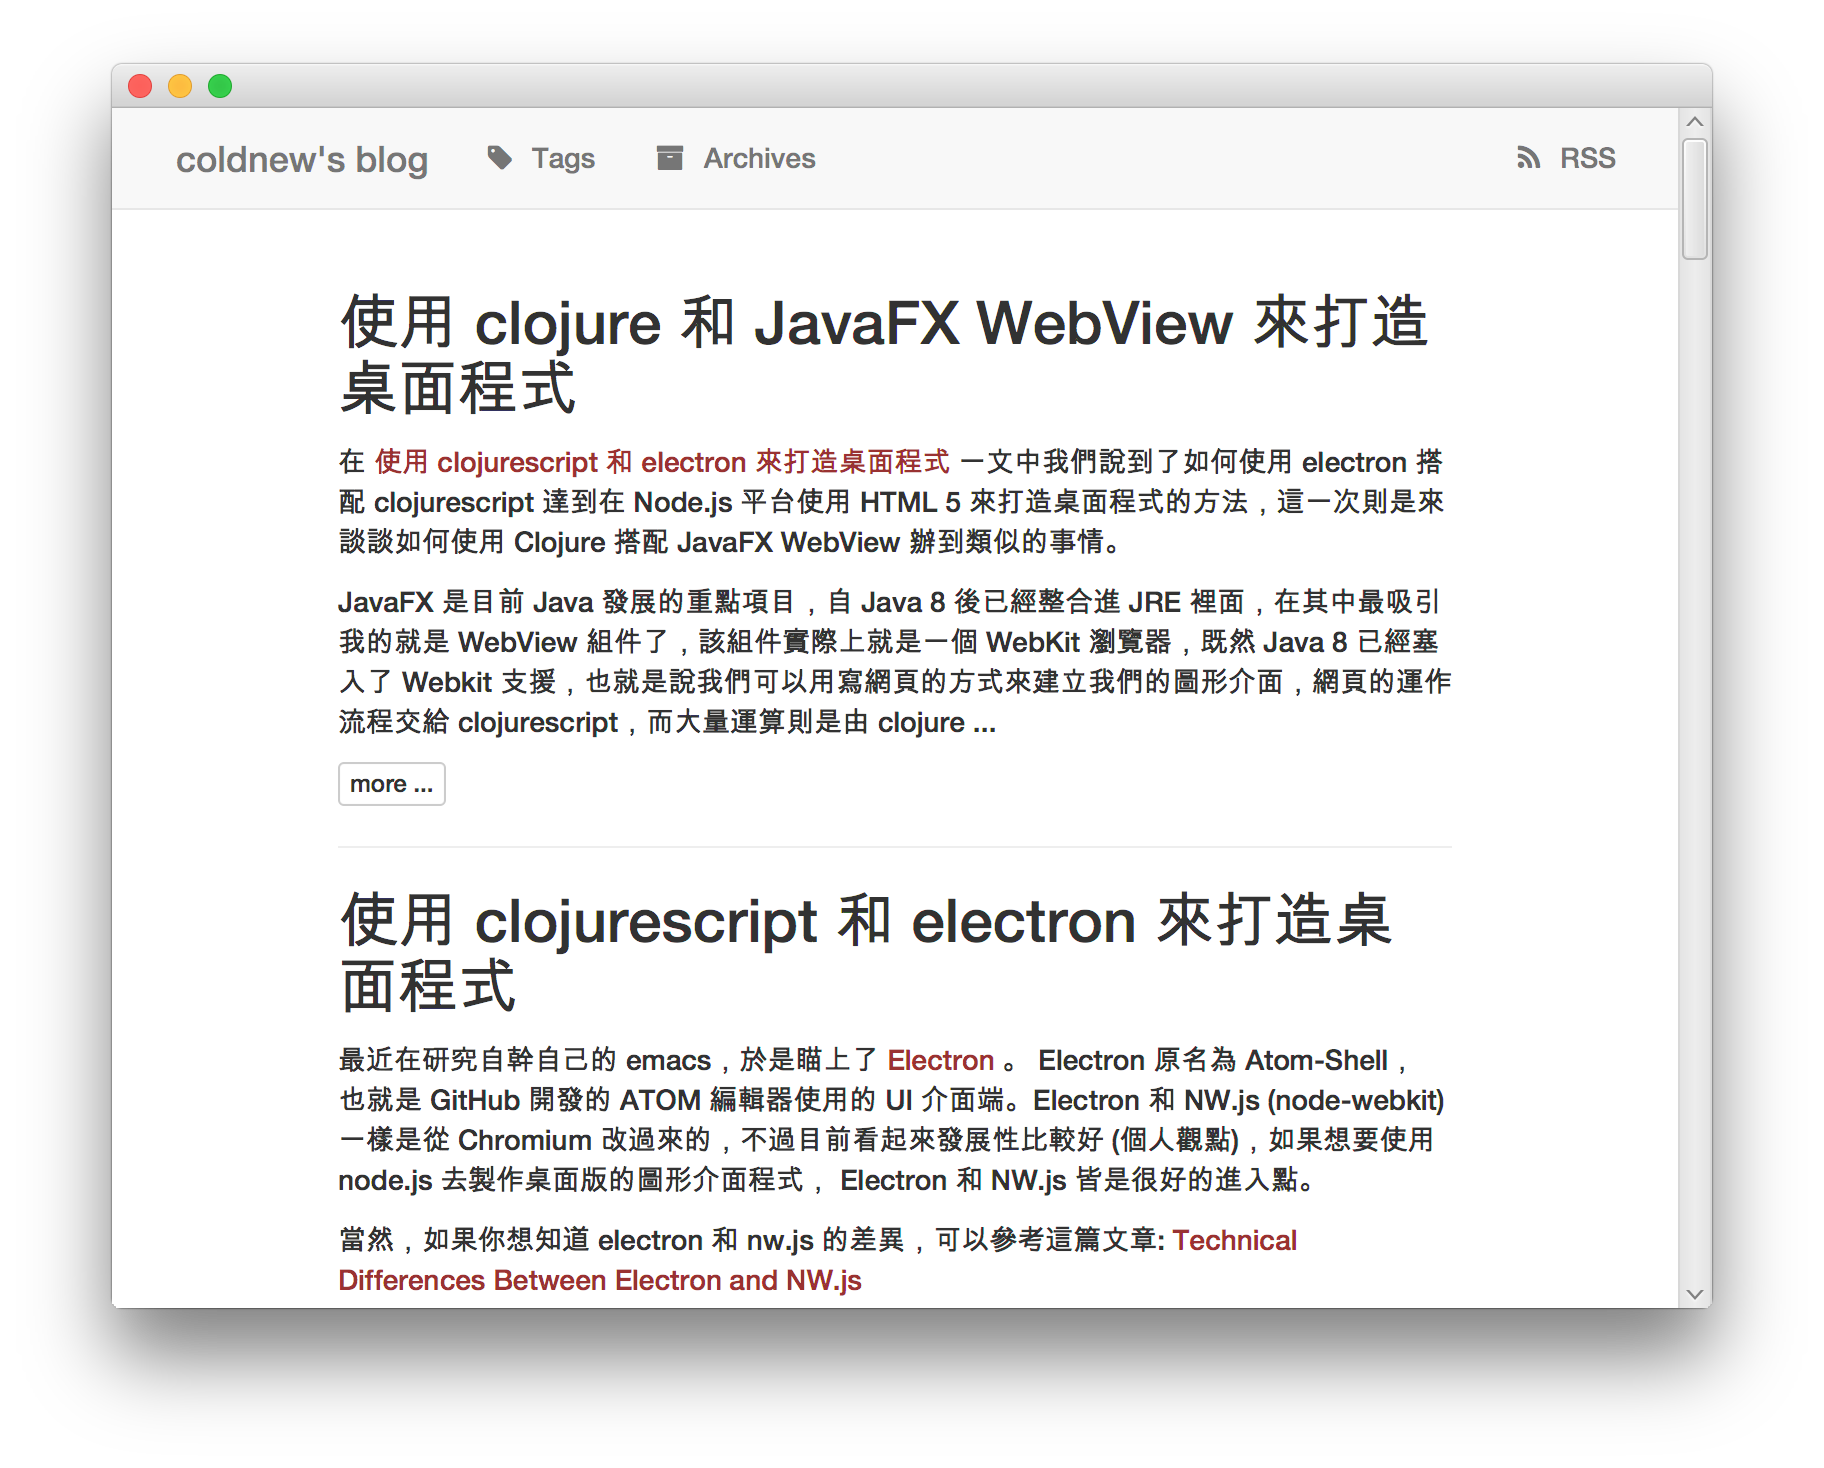 coldnew's blog Tags Archives RSS
使用 clojure 和 JavaFX WebView 來打造
桌面程式
在 使用 clojurescript 和 electron 來打造桌面程式 一文中我們說到了如何使用 electron 搭
配 clojurescript 達到在 Node.js 平台使用 HTML 5 來打造桌面程式的方法，這一次則是來
談談如何使用 Clojure 搭配 JavaFX WebView 辦到類似的事情。
JavaFX 是目前 Java 發展的重點項目，自 Java 8 後已經整合進 JRE 裡面，在其中最吸引
我的就是 WebView 組件了，該組件實際上就是一個 WebKit 瀏覽器，既然 Java 8 已經塞
入了 Webkit 支援，也就是說我們可以用寫網頁的方式來建立我們的圖形介面，網頁的運作
流程交給 clojurescript，而大量運算則是由 clojure ...
more ...
使用 clojurescript 和 electron 來打造桌
面程式
最近在研究自幹自己的 emacs，於是瞄上了 Electron 。 Electron 原名為 Atom-Shell，
也就是 GitHub 開發的 ATOM 編輯器使用的 UI 介面端。Electron 和 NW.js (node-webkit)
一樣是從 Chromium 改過來的，不過目前看起來發展性比較好 (個人觀點)，如果想要使用
node.js 去製作桌面版的圖形介面程式， Electron 和 NW.js 皆是很好的進入點。
當然，如果你想知道 electron 和 nw.js 的差異，可以參考這篇文章: Technical
Differences Between Electron and NW.js